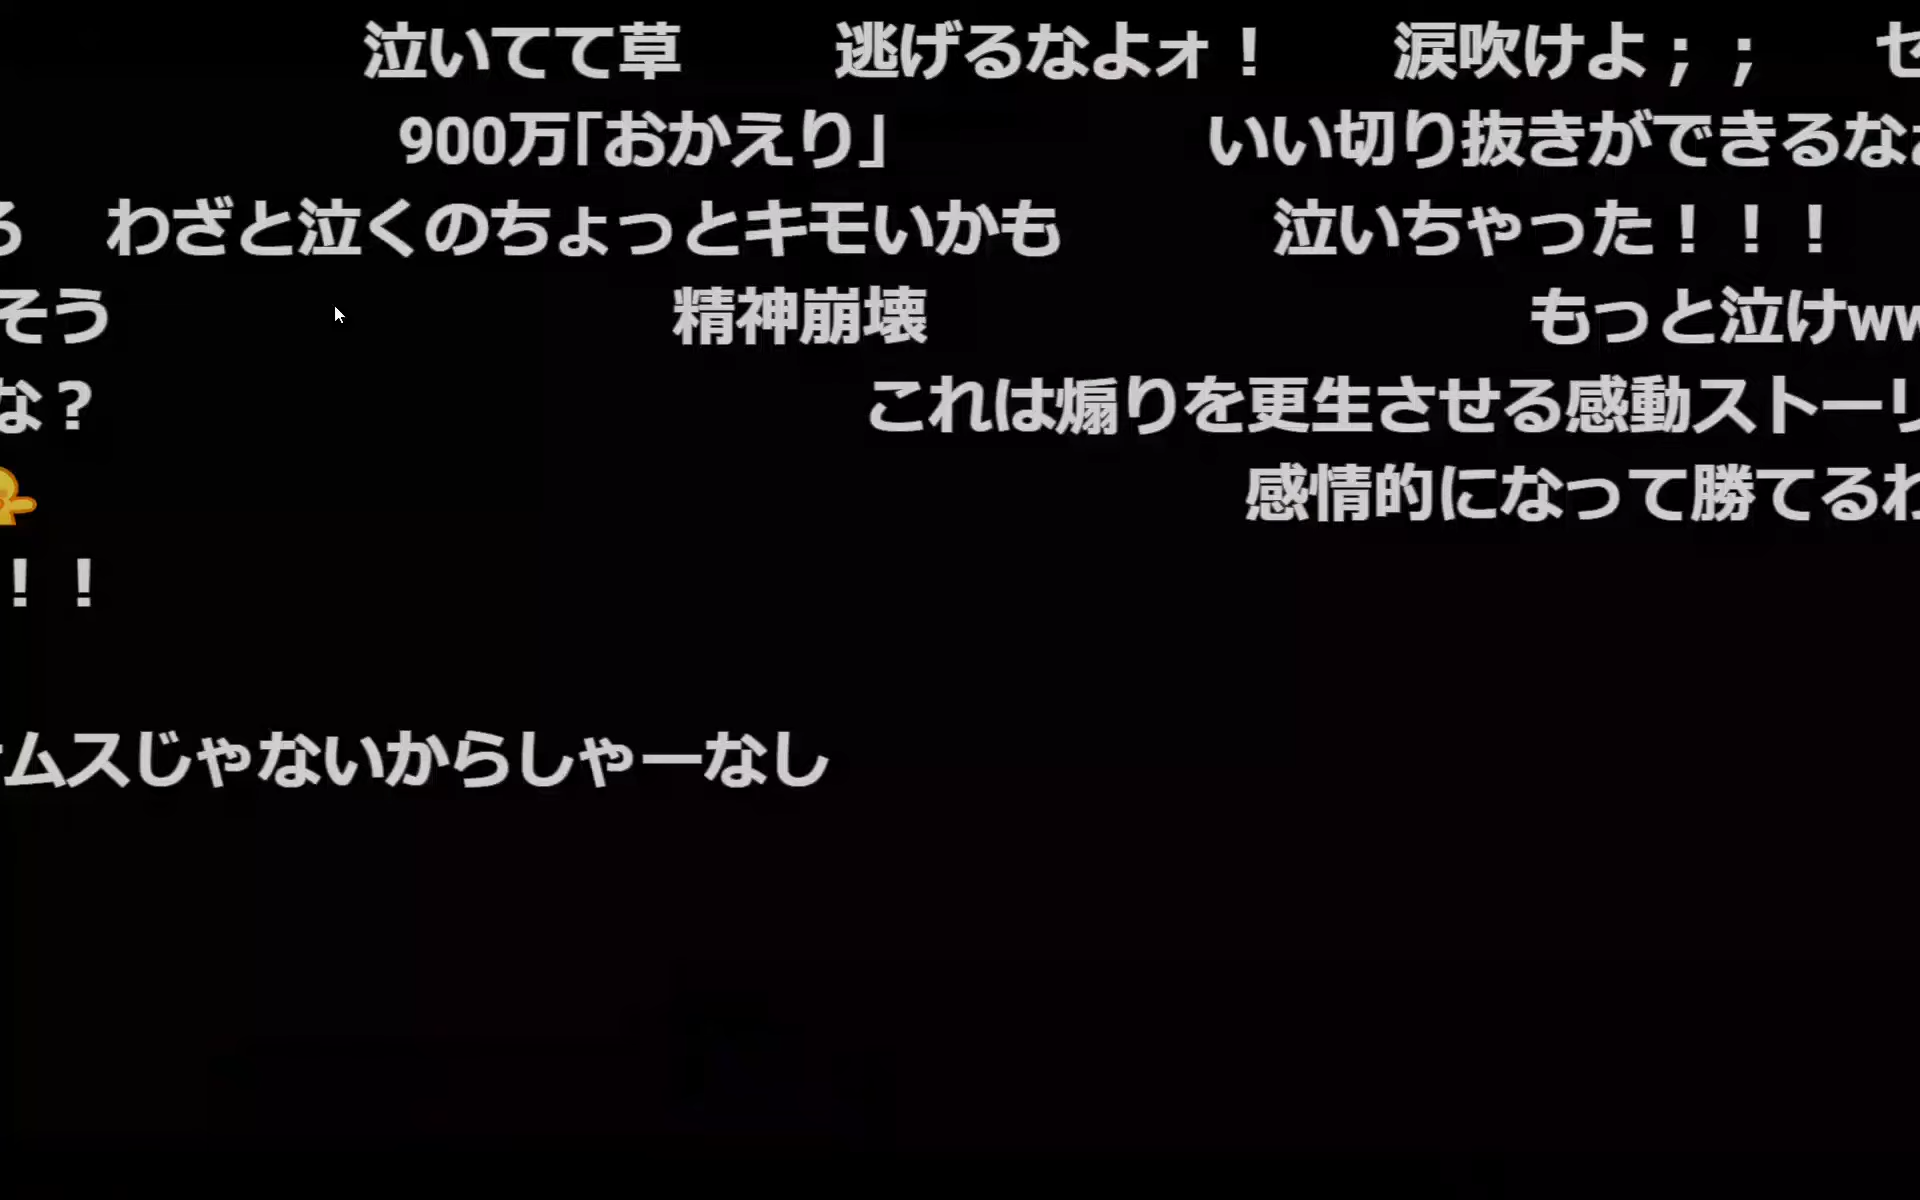 泣いてて草 逃げるなよォ！ 涙吹けよ；； セ
900万「おかえり」 いい切り抜きができるな
る わざと泣くのちょっとキモいかも 泣いちゃった！！！
そう 精神崩壊 もっと泣けww
な？ これは煽りを更生させる感動ストーリ
感情的になって勝てるわ
！！
ムスじゃないからしゃーなし